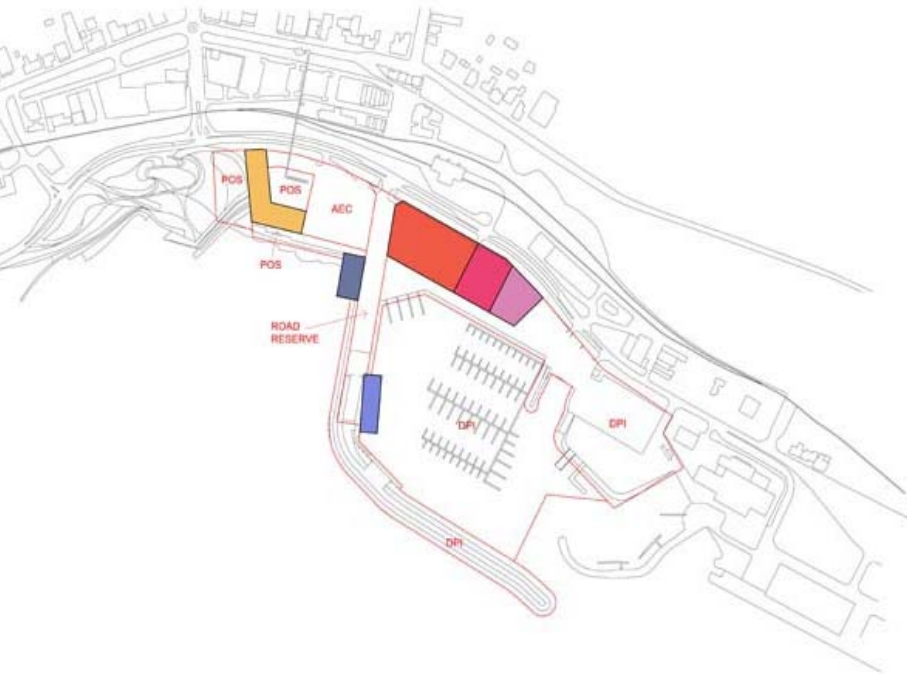 POS
POS
AEC
POS
ROAD
RESERVE
DPI
DPI
DPI